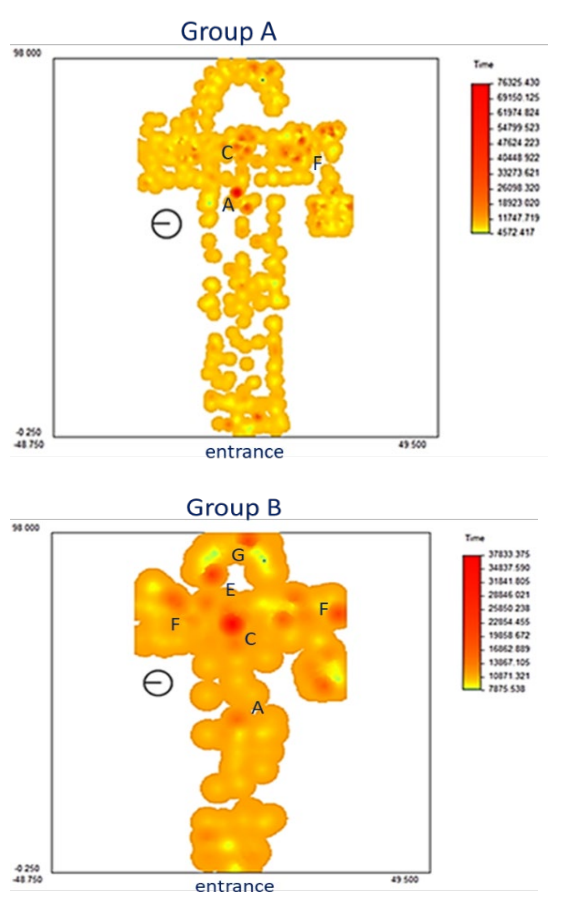 Group A
98 000
Time
76325.430
69150.125
61974.824
54799.523
47624.223
40448.922
33273.621
26098.320
18923.020
11747.719
4572.417
C
F
A
-0.250
-48.750
49.500
entrance
Group B
98 000
Time
37833.375
34837.590
31841.805
28846.021
25850.238
22854.455
19858.672
16862.889
13867.105
10871.321
7875.538
G
E
F
F
C
A
-0.250
-48.750
49.500
entrance